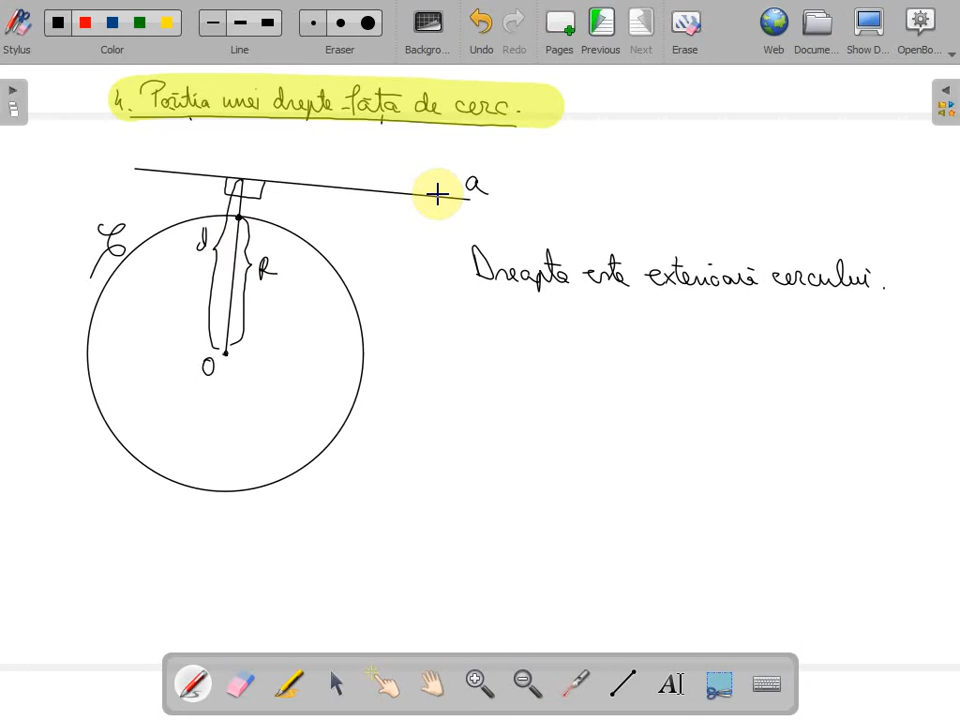 Stylus
Color
Line
Eraser
Backgro...
Undo
Redo
Pages
Previous
Next
Erase
Web
Docume...
Show D...
OpenBo...
4. Poziția unei drepte față de cerc.
a
C
d
R
Dreapta este exterioară cercului.
O
A